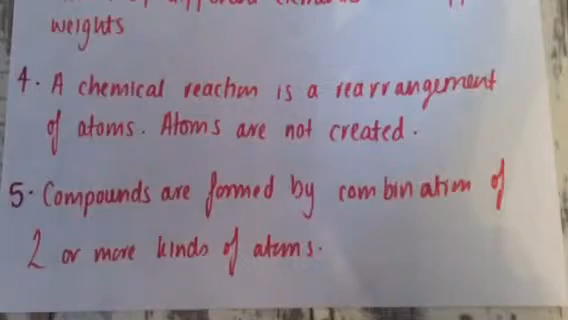 weights
4. A chemical reaction is a rearrangement
of atoms. Atoms are not created.
5. Compounds are formed by combination of
2 or more kinds of atoms.